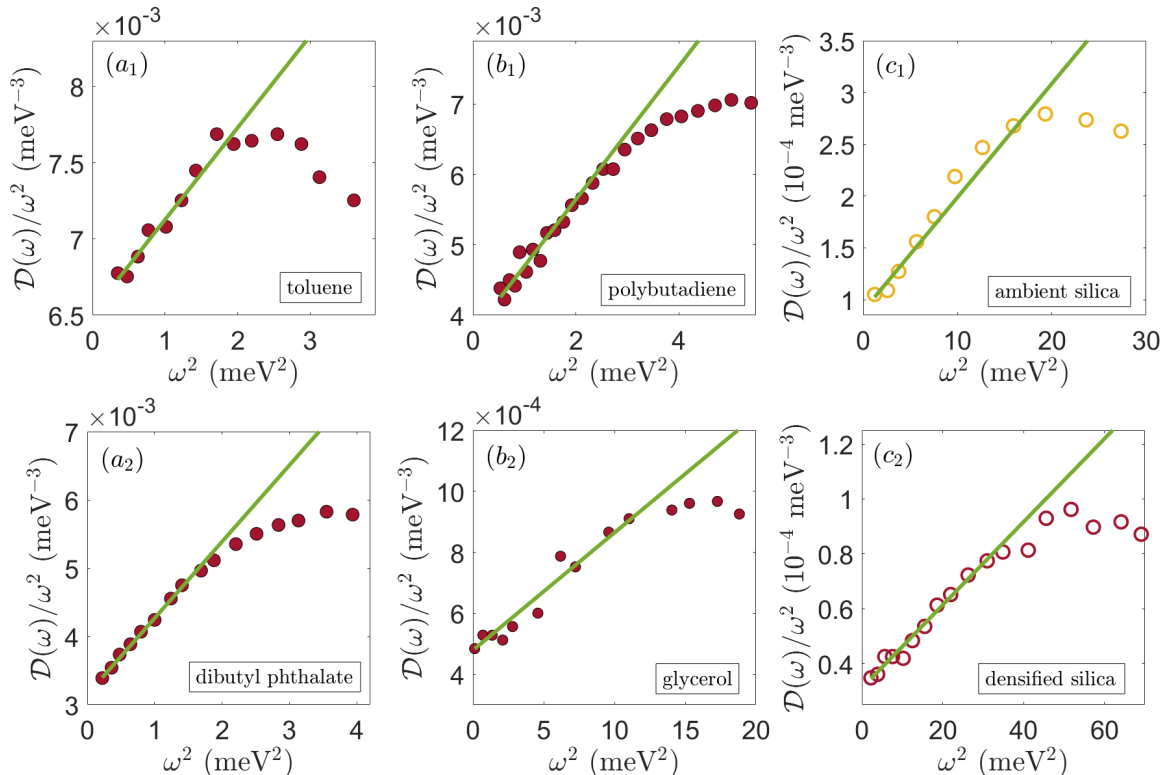 ×10⁻³
𝒟(ω)/ω² (meV⁻³)
8
7.5
7
6.5
(a₁)
toluene
0 1 2 3
ω² (meV²)
×10⁻³
𝒟(ω)/ω² (meV⁻³)
7
6
5
4
(b₁)
polybutadiene
0 2 4
ω² (meV²)
𝒟(ω)/ω² (10⁻⁴ meV⁻³)
3.5
3
2.5
2
1.5
1
(c₁)
ambient silica
0 10 20 30
ω² (meV²)
×10⁻³
𝒟(ω)/ω² (meV⁻³)
7
6
5
4
3
(a₂)
dibutyl phthalate
0 1 2 3 4
ω² (meV²)
×10⁻⁴
𝒟(ω)/ω² (meV⁻³)
12
10
8
6
4
(b₂)
glycerol
0 5 10 15 20
ω² (meV²)
𝒟(ω)/ω² (10⁻⁴ meV⁻³)
1.2
1
0.8
0.6
0.4
(c₂)
densified silica
0 20 40 60
ω² (meV²)